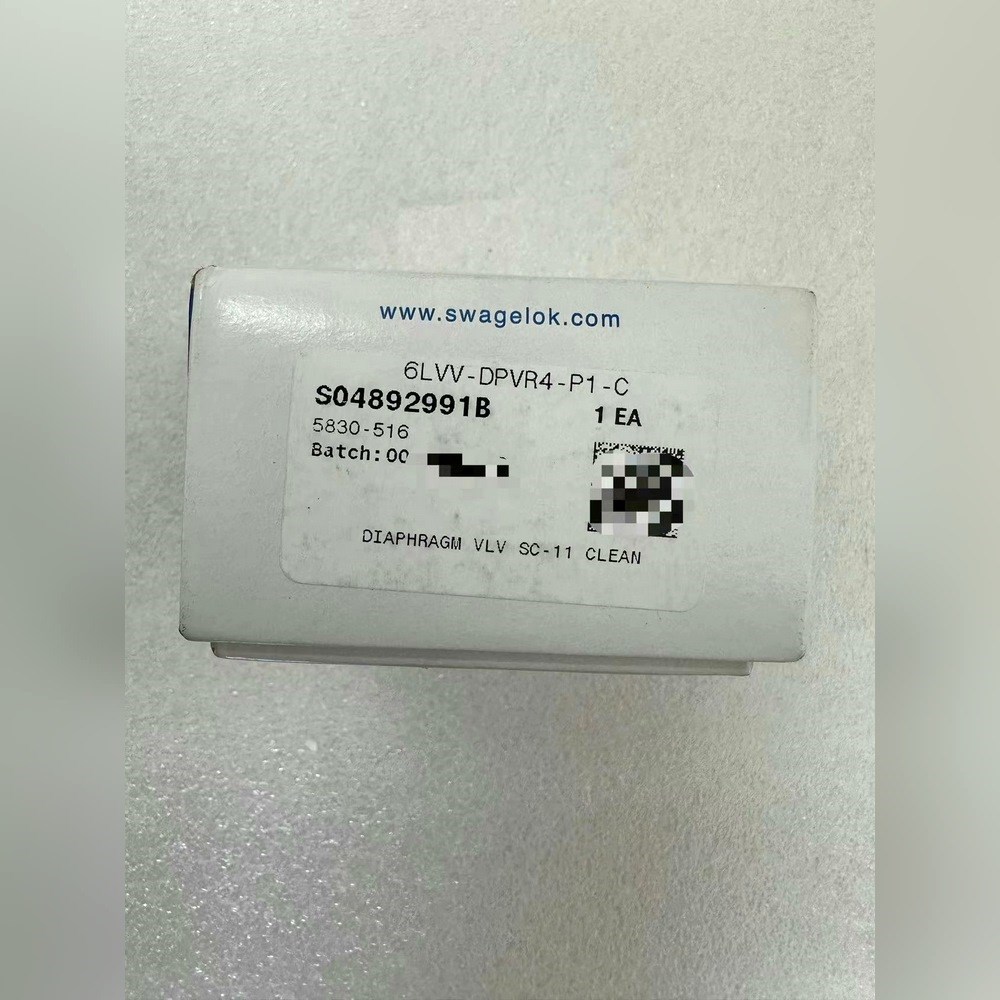 www.swagelok.com
6LVV-DPVR4-P1-C
S04892991B 1 EA
5830-516
Batch:00
DIAPHRAGM VLV SC-11 CLEAN